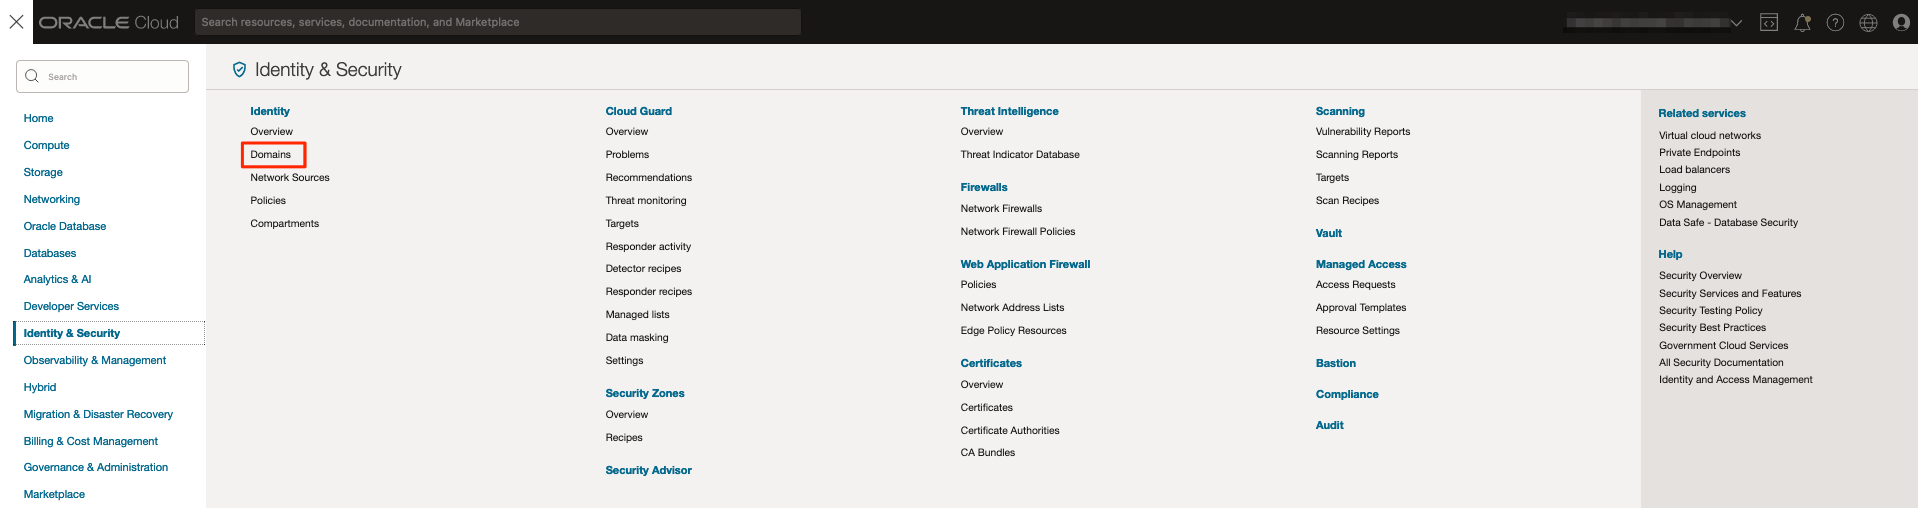 ORACLE Cloud
Search resources, services, documentation, and Marketplace
Search
Home
Compute
Storage
Networking
Oracle Database
Databases
Analytics & AI
Developer Services
Identity & Security
Observability & Management
Hybrid
Migration & Disaster Recovery
Billing & Cost Management
Governance & Administration
Marketplace
Identity & Security
Identity
Overview
Domains
Network Sources
Policies
Compartments
Cloud Guard
Overview
Problems
Recommendations
Threat monitoring
Targets
Responder activity
Detector recipes
Responder recipes
Managed lists
Data masking
Settings
Security Zones
Overview
Recipes
Security Advisor
Threat Intelligence
Overview
Threat Indicator Database
Firewalls
Network Firewalls
Network Firewall Policies
Web Application Firewall
Policies
Network Address Lists
Edge Policy Resources
Certificates
Overview
Certificates
Certificate Authorities
CA Bundles
Scanning
Vulnerability Reports
Scanning Reports
Targets
Scan Recipes
Vault
Managed Access
Access Requests
Approval Templates
Resource Settings
Bastion
Compliance
Audit
Related services
Virtual cloud networks
Private Endpoints
Load balancers
Logging
OS Management
Data Safe - Database Security
Help
Security Overview
Security Services and Features
Security Testing Policy
Security Best Practices
Government Cloud Services
All Security Documentation
Identity and Access Management